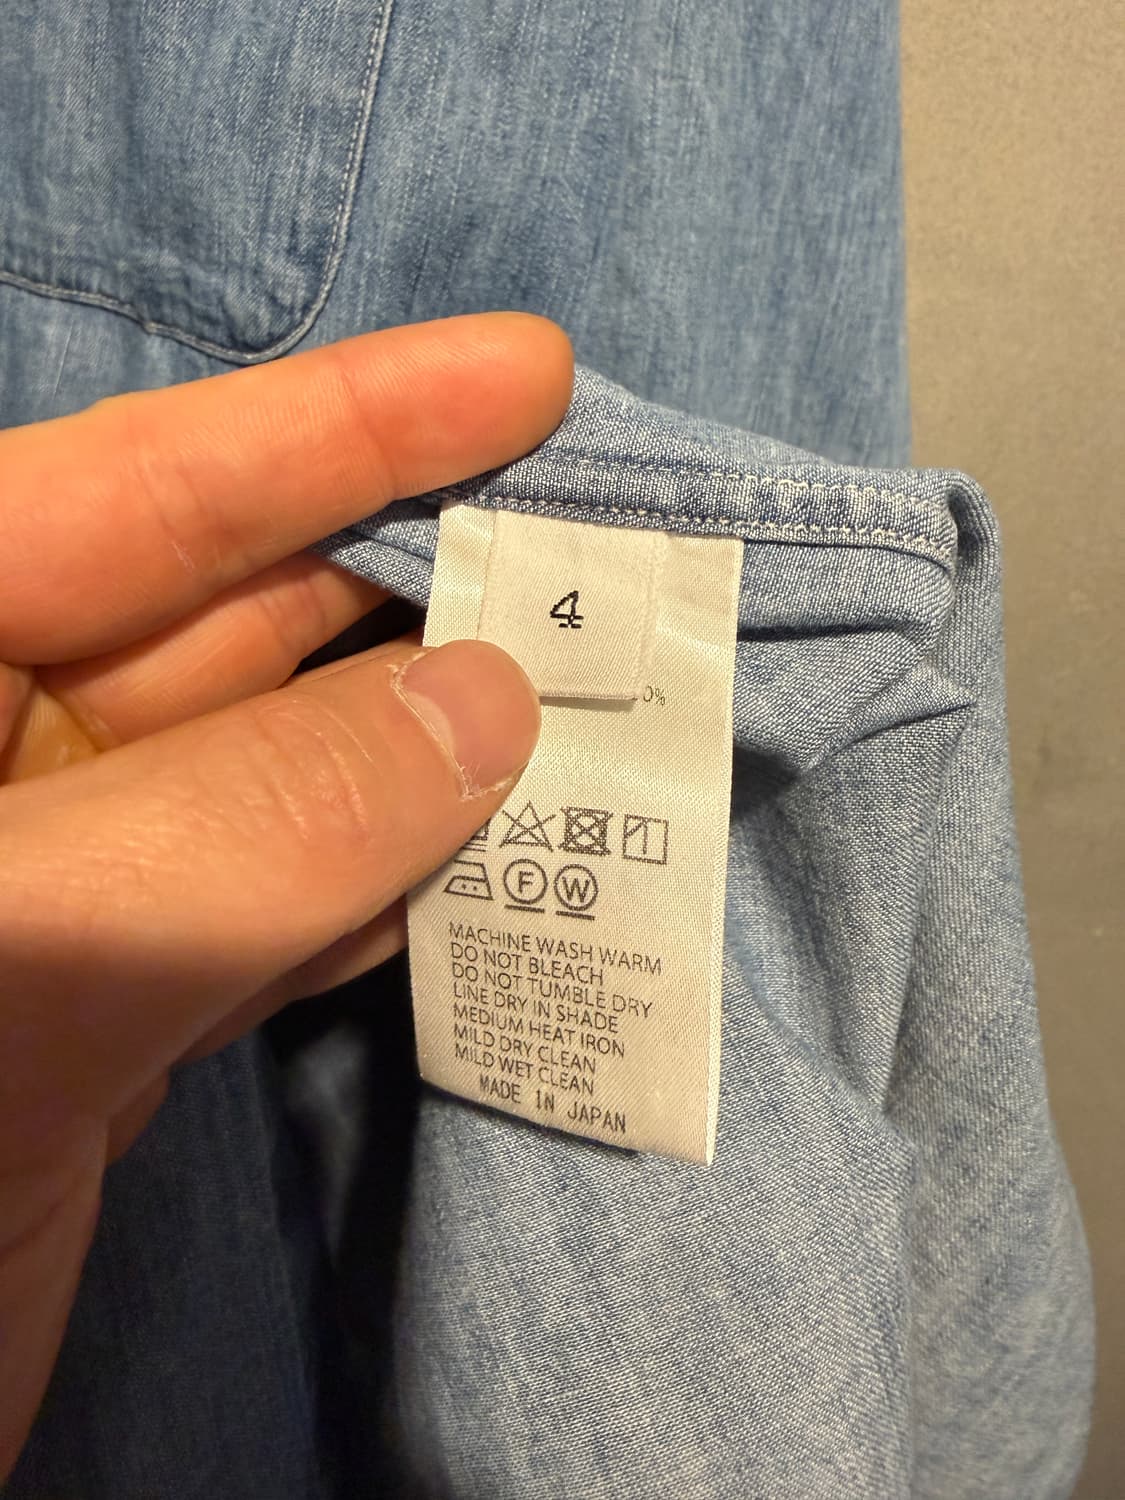 4
0%
F W
MACHINE WASH WARM
DO NOT BLEACH
DO NOT TUMBLE DRY
LINE DRY IN SHADE
MEDIUM HEAT IRON
MILD DRY CLEAN
MILD WET CLEAN
MADE IN JAPAN